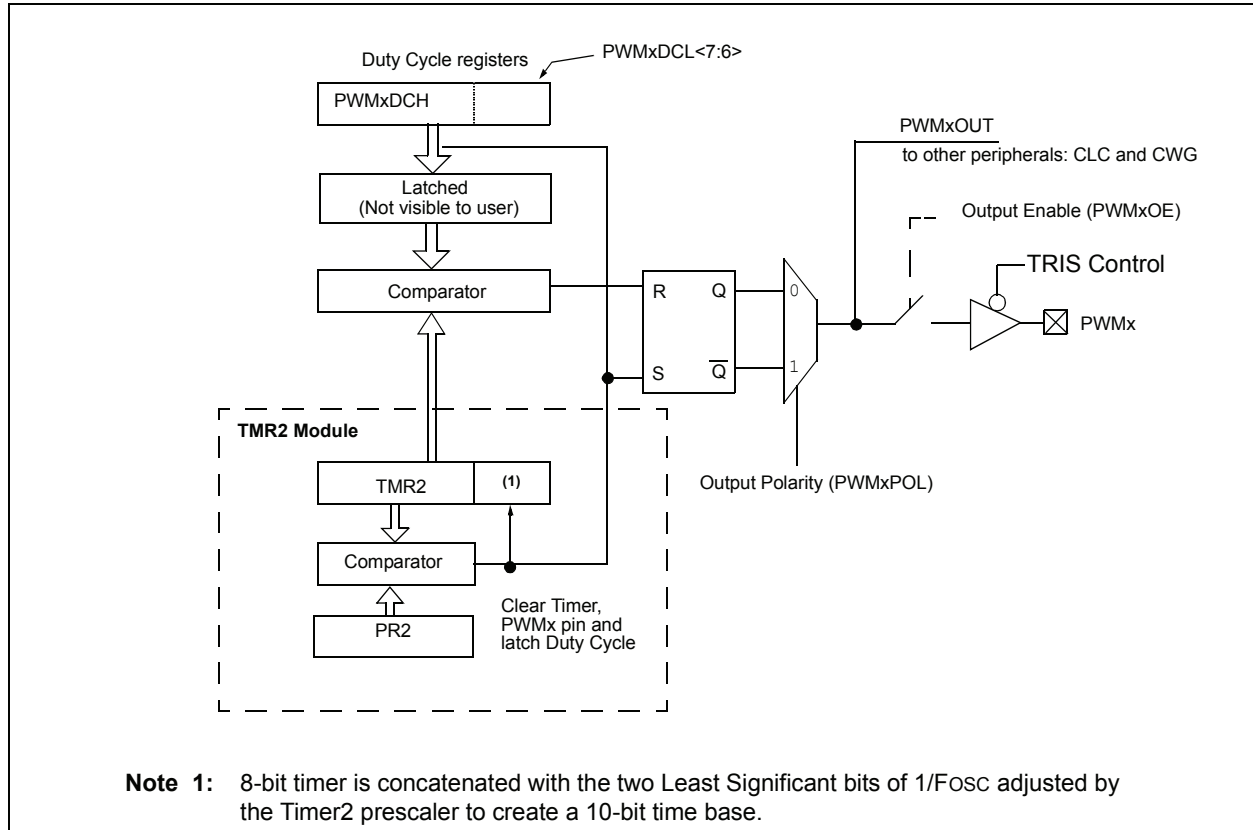 Duty Cycle registers
PWMxDCL<7:6>
PWMxDCH
PWMxOUT
to other peripherals: CLC and CWG
Latched
(Not visible to user)
Output Enable (PWMxOE)
TRIS Control
Comparator
R
Q
0
PWMx
S
Q̅
1
TMR2 Module
TMR2
(1)
Output Polarity (PWMxPOL)
Comparator
Clear Timer,
PWMx pin and
latch Duty Cycle
PR2
Note 1: 8-bit timer is concatenated with the two Least Significant bits of 1/FOSC adjusted by
the Timer2 prescaler to create a 10-bit time base.